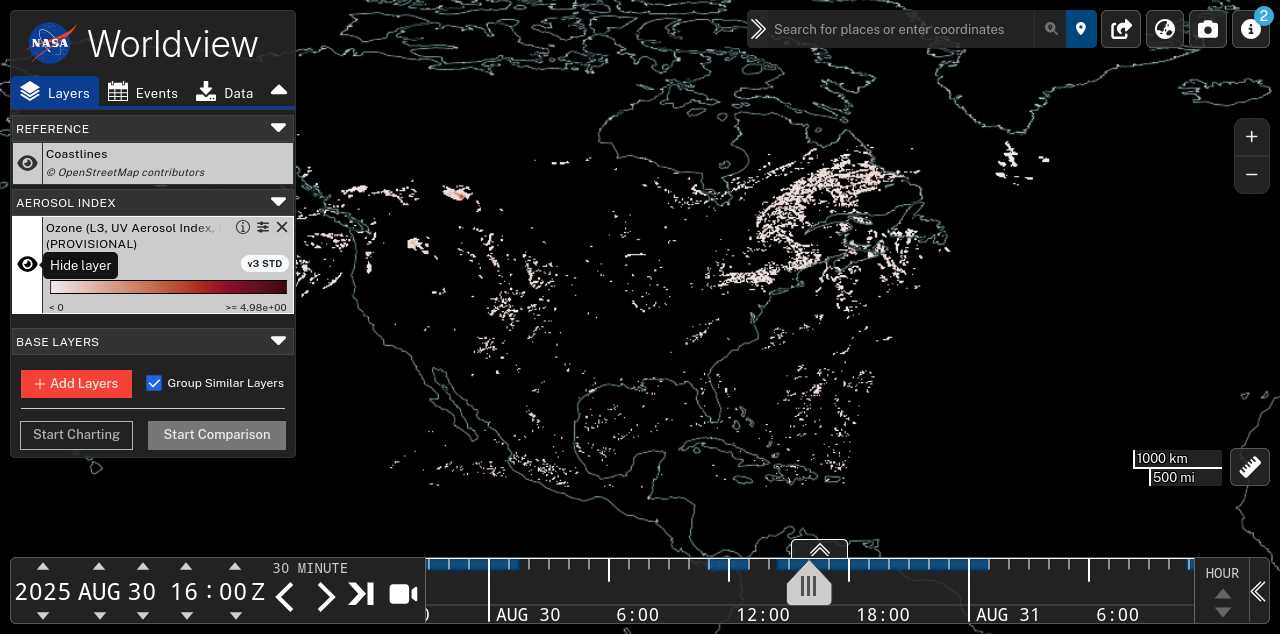 NASA
Worldview
Layers
Events
Data
REFERENCE
Coastlines
© OpenStreetMap contributors
AEROSOL INDEX
Ozone (L3, UV Aerosol Index,
(PROVISIONAL)
Hide layer
v3 STD
< 0
>= 4.98e+00
BASE LAYERS
+ Add Layers
Group Similar Layers
Start Charting
Start Comparison
Search for places or enter coordinates
2
+
−
1000 km
500 mi
2025 AUG 30 16 : 00 Z
30 MINUTE
AUG 30
6:00
12:00
18:00
AUG 31
6:00
HOUR